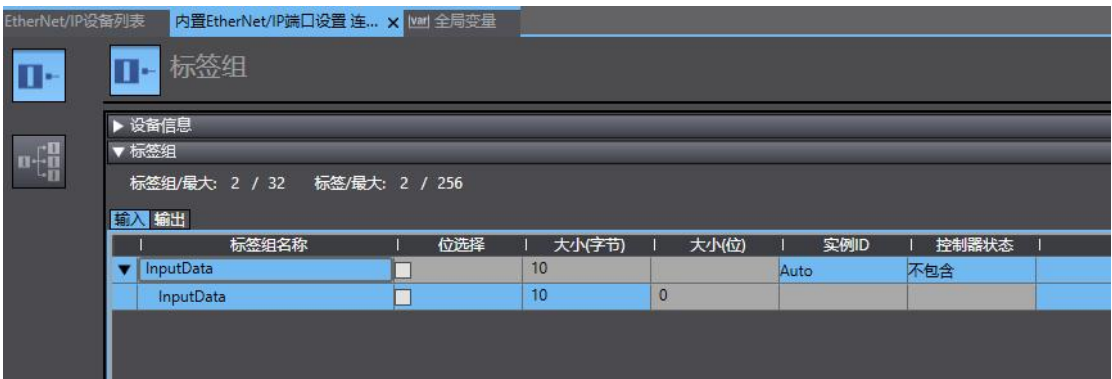 EtherNet/IP设备列表 内置EtherNet/IP端口设置 连... x var 全局变量
标签组
设备信息
标签组
标签组/最大: 2 / 32 标签/最大: 2 / 256
输入 输出
标签组名称 位选择 大小(字节) 大小(位) 实例ID 控制器状态
InputData 10 Auto 不包含
InputData 10 0